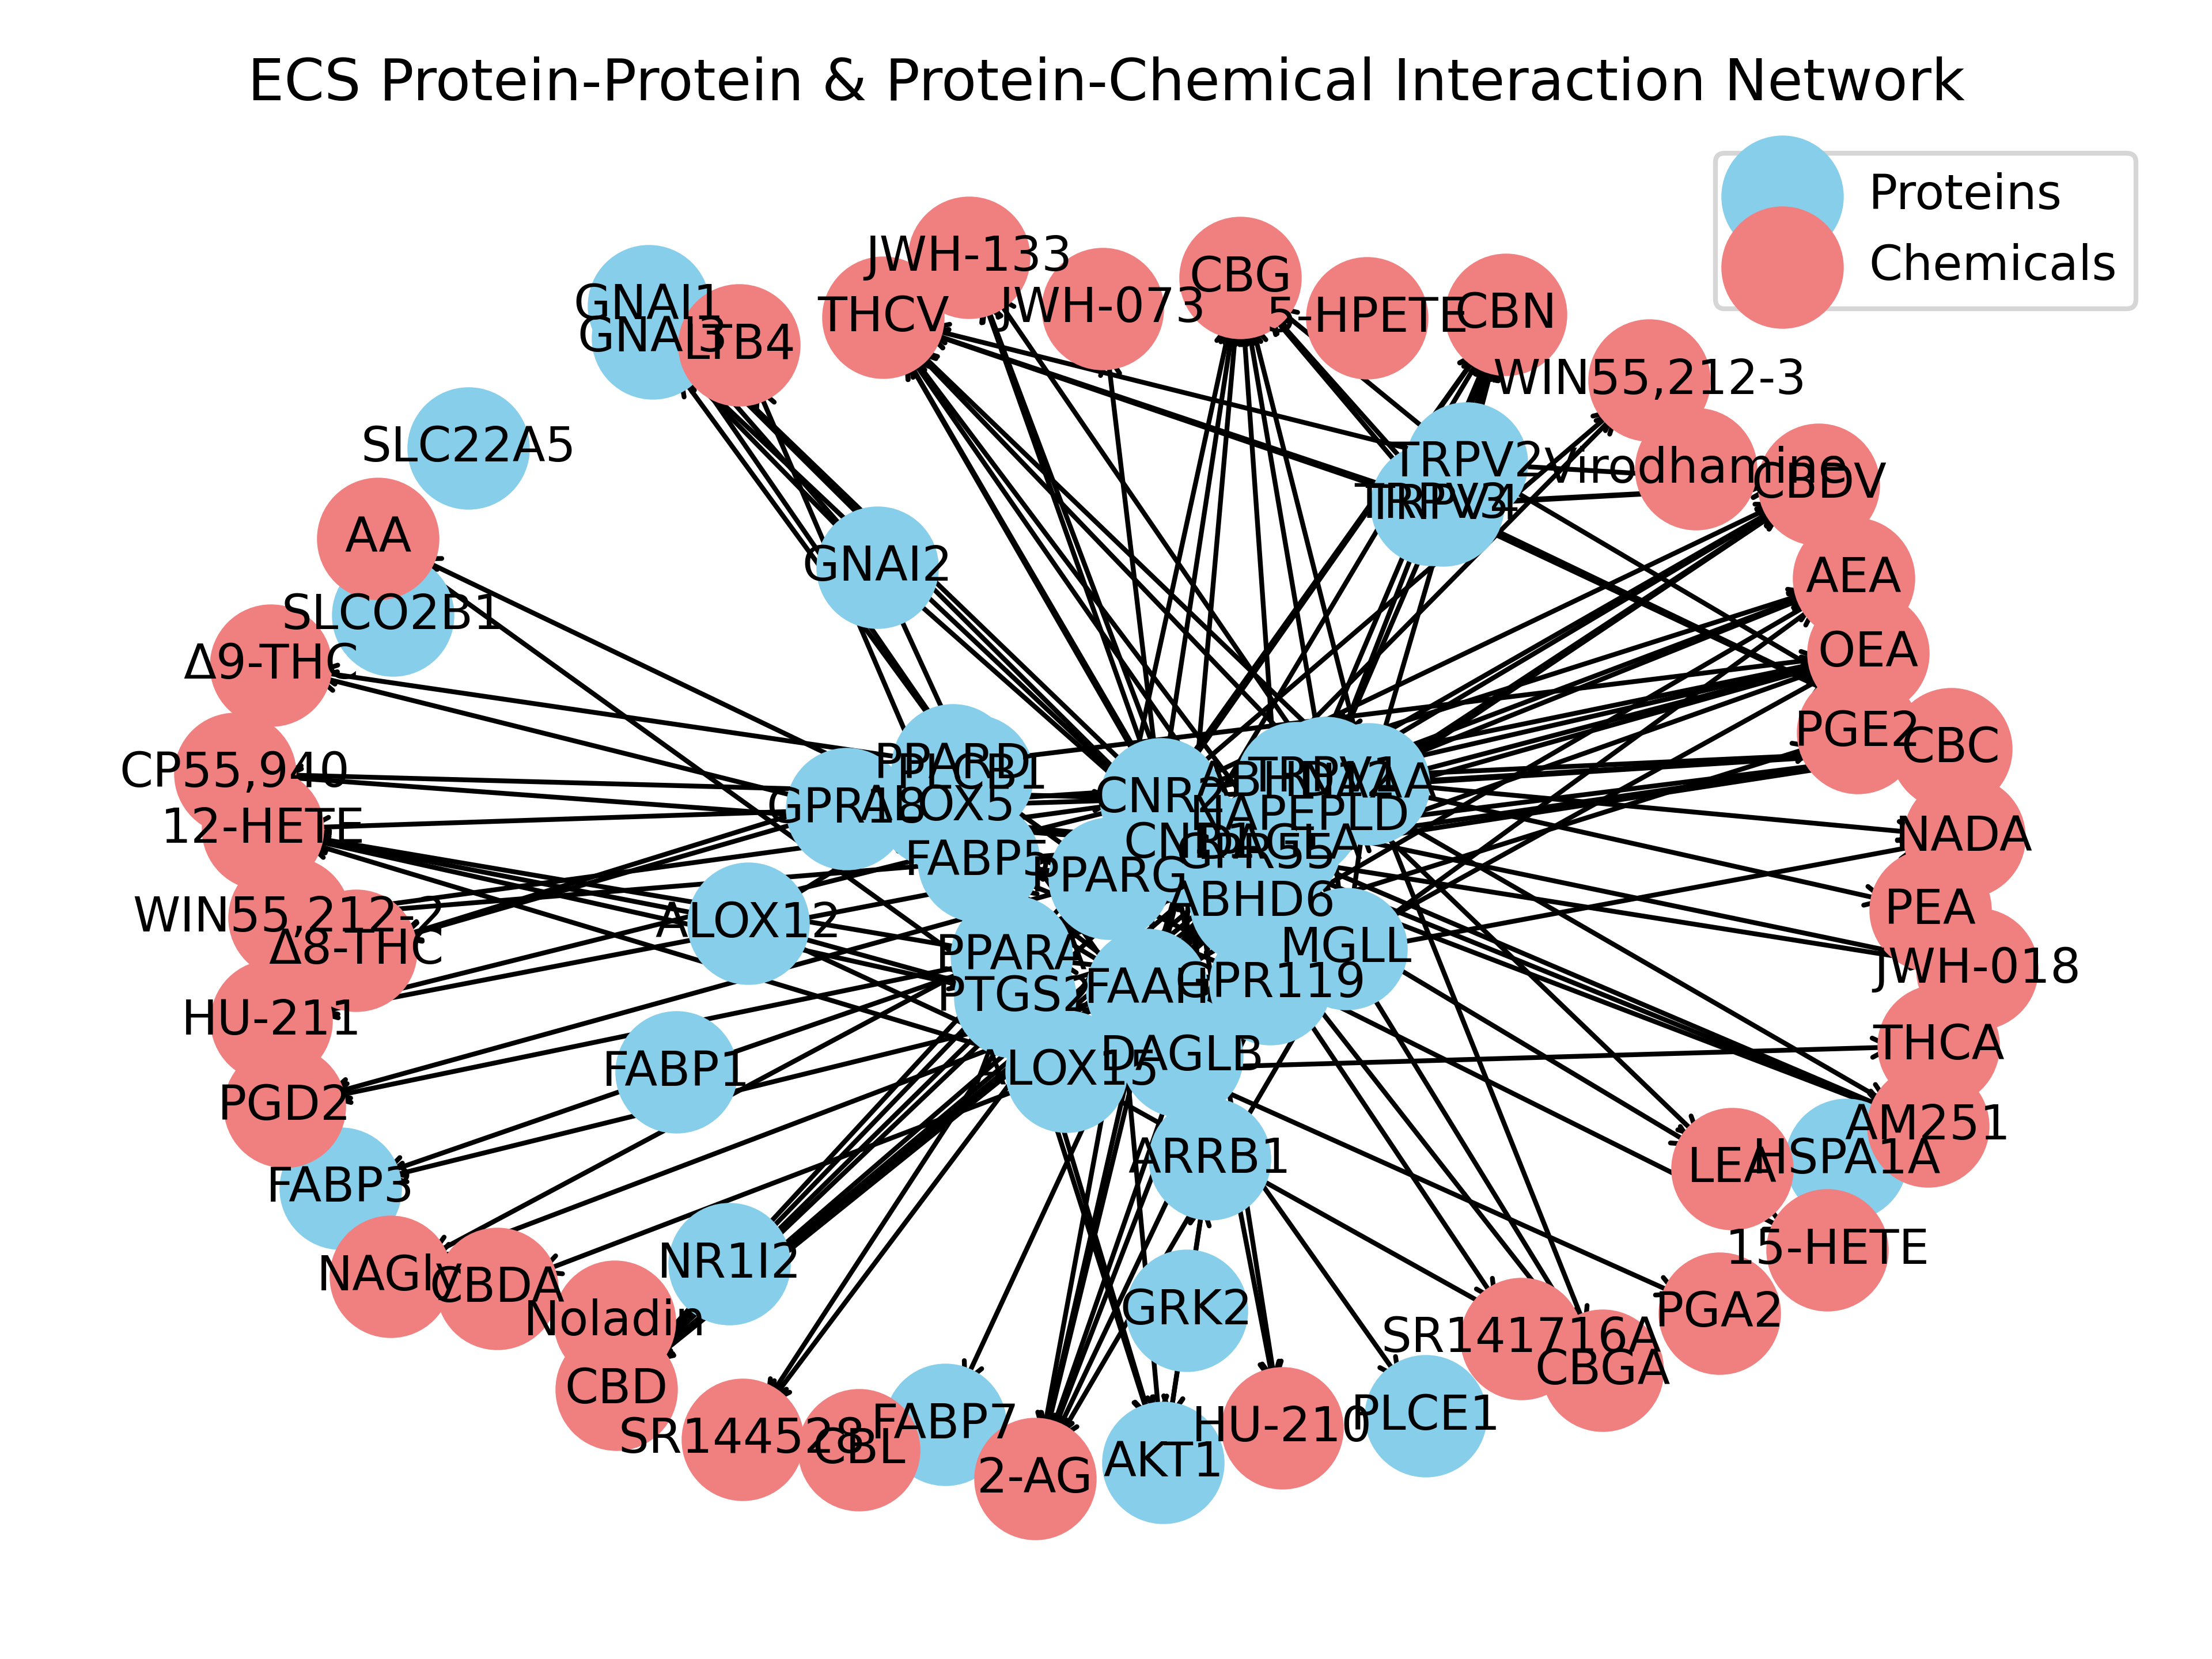 ECS Protein-Protein & Protein-Chemical Interaction Network
Proteins
Chemicals
JWH-133
CBG
GNAI1
THCV
JWH-073
5-HPETE
CBN
GNAI3
LTB4
WIN55,212-3
SLC22A5
TRPV2
Virodhamine
CBDV
TRPV3
TRPV4
AA
GNAI2
AEA
SLCO2B1
Δ9-THC
OEA
PGE2
CBC
CP55,940
PPARD
PLCB1
TRPV1
NAAA
GPR18
ALOX5
CNR2
NAPEPLD
12-HETE
NADA
CNR1
DAGLA
GPR55
FABP5
PPARG
ABHD6
PEA
WIN55,212-2
ALOX12
Δ8-THC
PPARA
MGLL
JWH-018
PTGS2
FAAH
GPR119
HU-211
THCA
FABP1
ALOX15
DAGLB
PGD2
AM251
FABP3
ARRB1
LEA
HSPA1A
NAGly
CBDA
NR1I2
15-HETE
Noladin
GRK2
PGA2
SR141716A
CBD
CBGA
SR144528
CBL
FABP7
HU-210
PLCE1
2-AG
AKT1